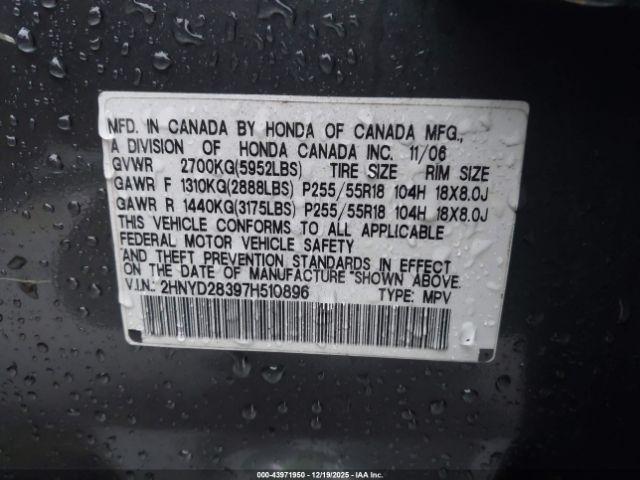 MFD. IN CANADA BY HONDA OF CANADA MFG.,
A DIVISION OF HONDA CANADA INC. 11/06
GVWR 2700KG(5952LBS) TIRE SIZE RIM SIZE
GAWR F 1310KG(2888LBS) P255/55R18 104H 18X8.0J
GAWR R 1440KG(3175LBS) P255/55R18 104H 18X8.0J
THIS VEHICLE CONFORMS TO ALL APPLICABLE
FEDERAL MOTOR VEHICLE SAFETY
AND THEFT PREVENTION STANDARDS IN EFFECT
ON THE DATE OF MANUFACTURE SHOWN ABOVE.
V.I.N.: 2HNYD28397H510896 TYPE: MPV
000-43971950 - 12/19/2025 - IAA Inc.